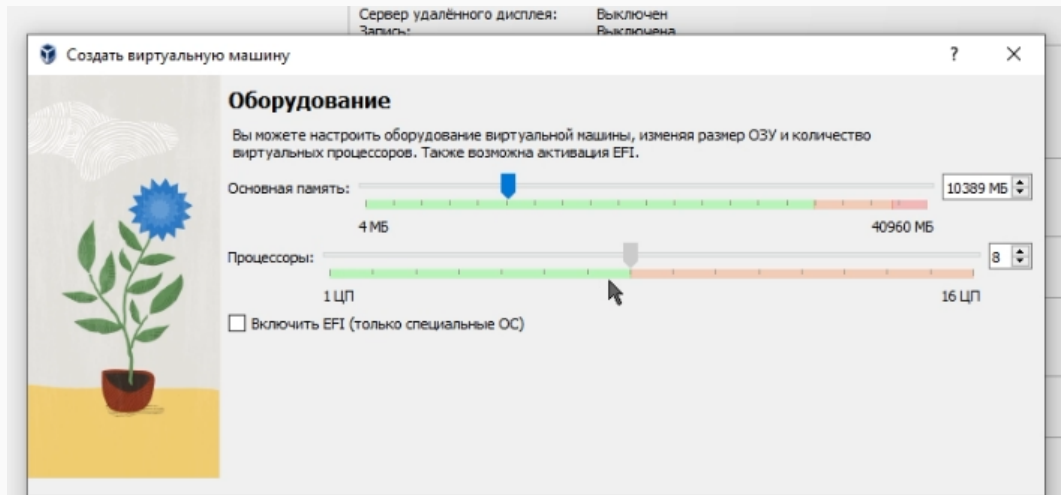 Сервер удалённого дисплея: Выключен
Запись: Выключена
Создать виртуальную машину ?
Оборудование
Вы можете настроить оборудование виртуальной машины, изменяя размер ОЗУ и количество
виртуальных процессоров. Также возможна активация EFI.
Основная память: 10389 МБ
4 МБ 40960 МБ
Процессоры: 8
1 ЦП 16 ЦП
Включить EFI (только специальные ОС)